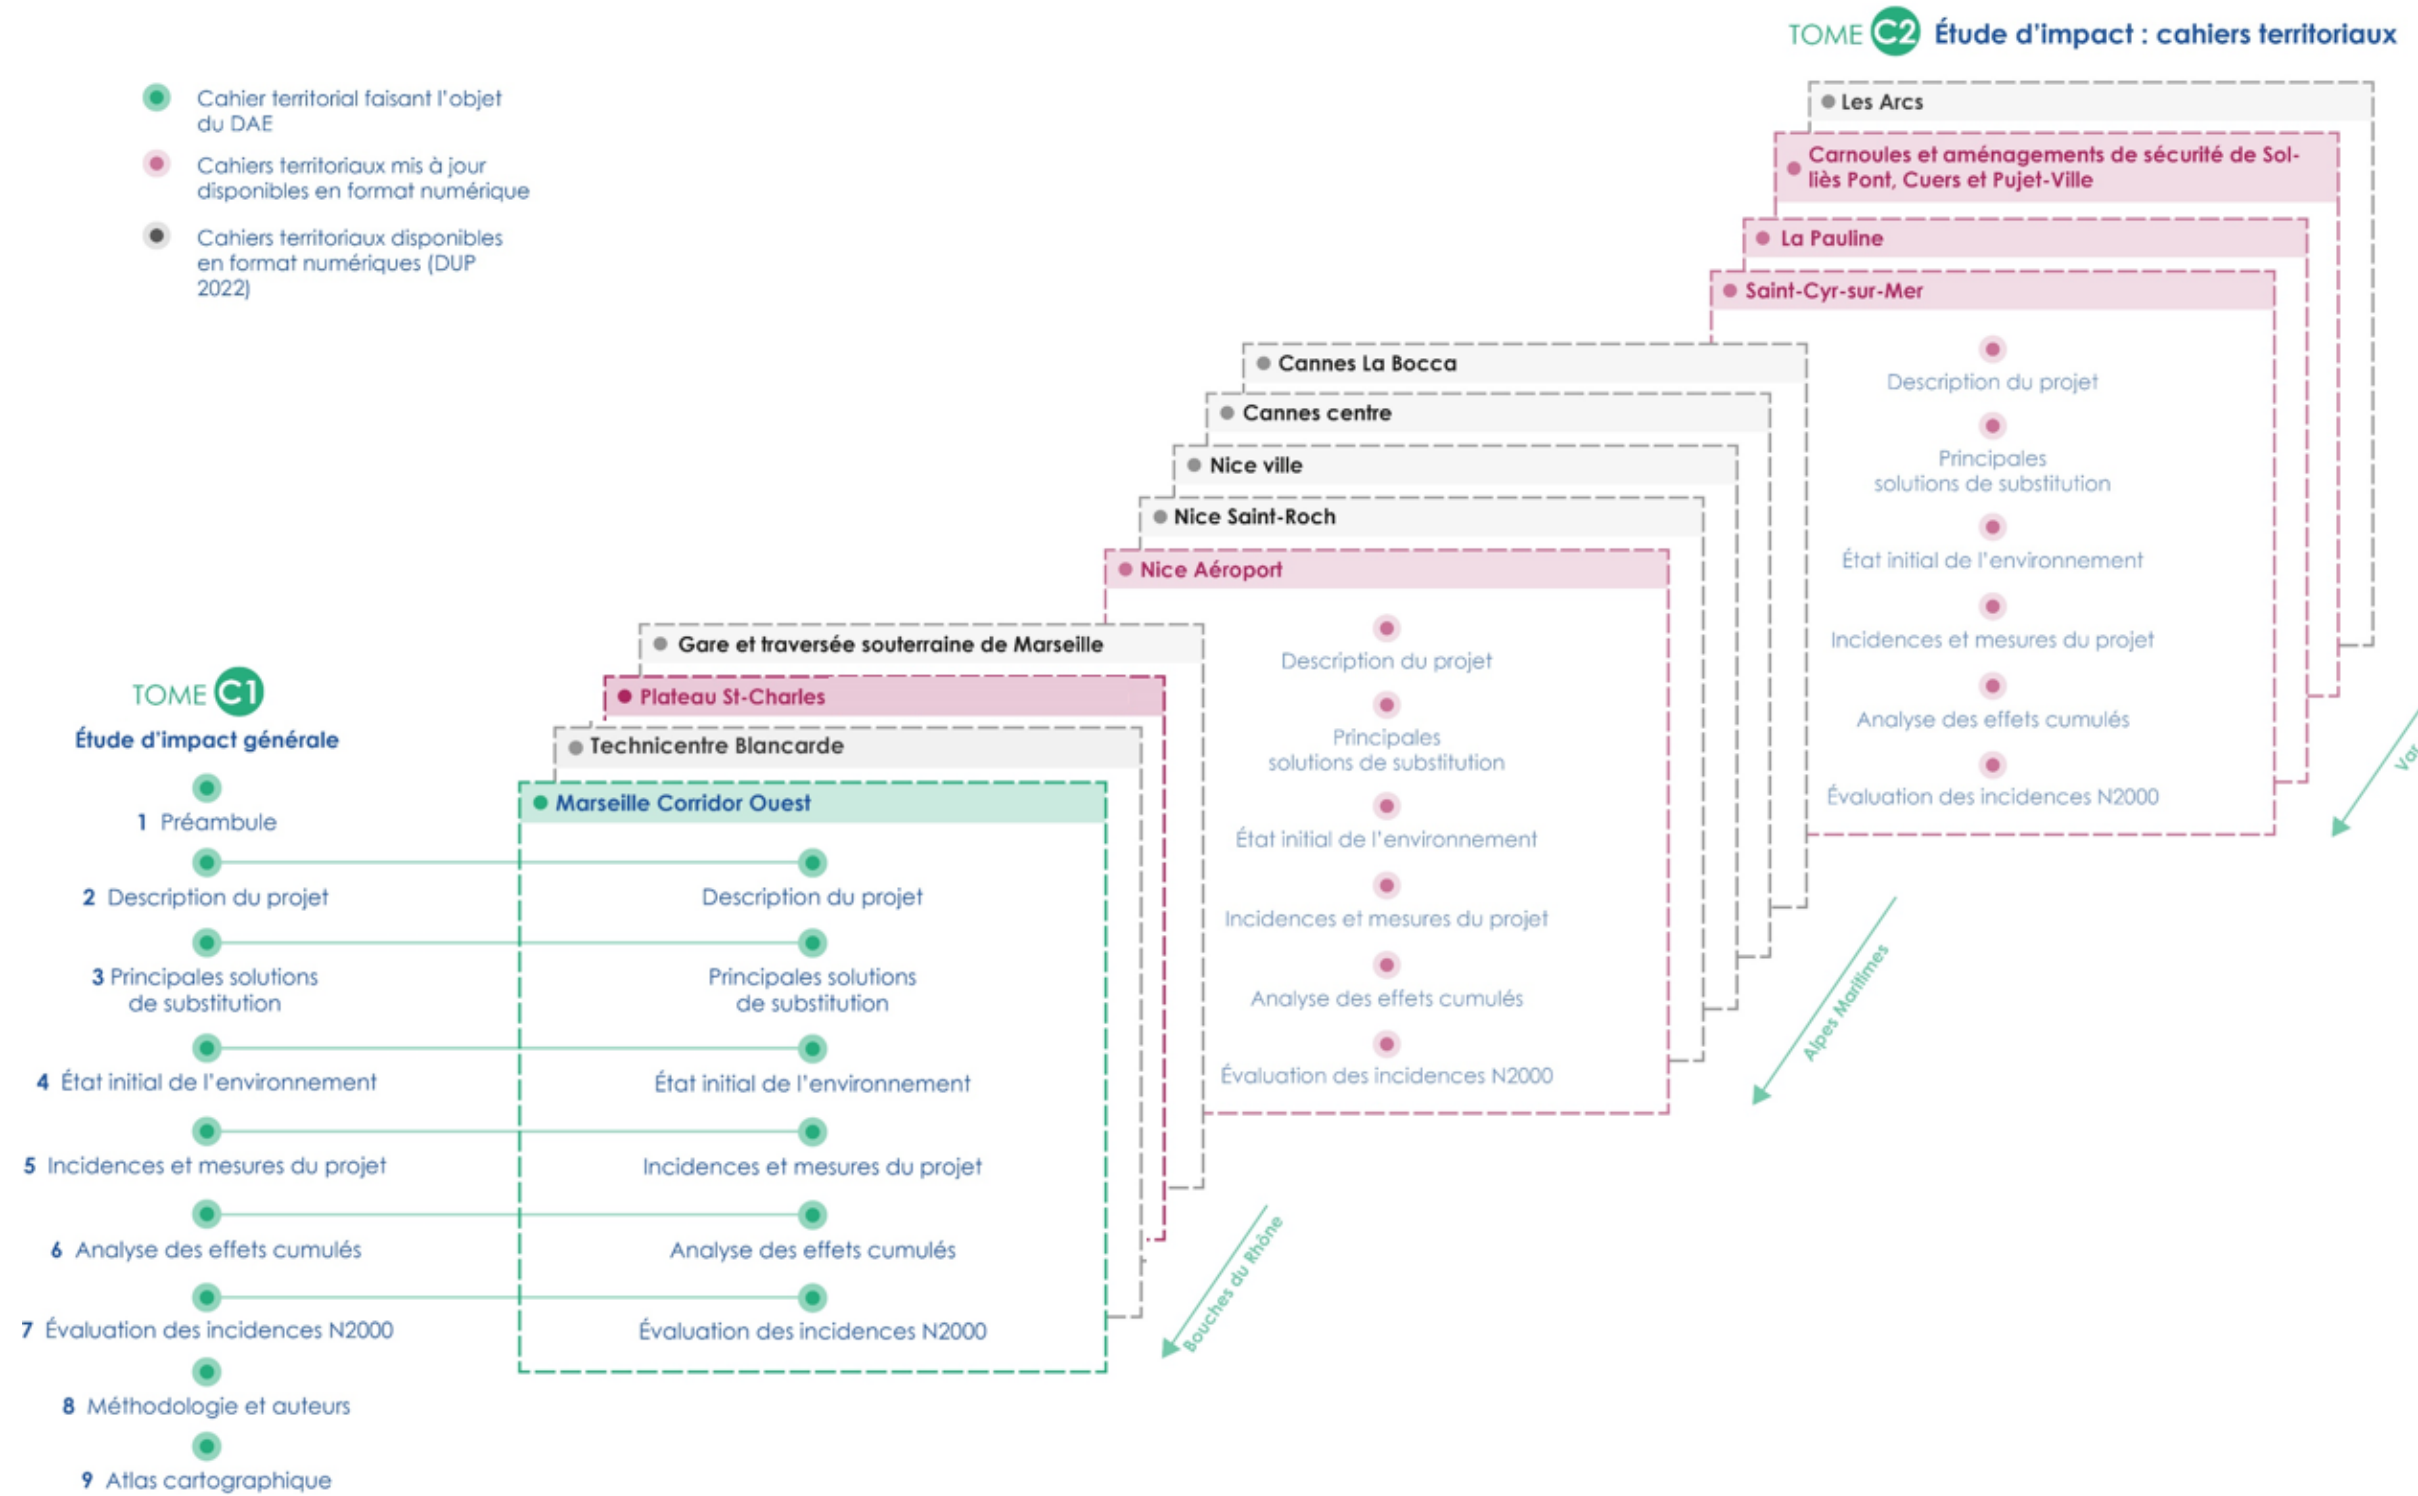 TOME C2 Étude d'impact : cahiers territoriaux
Cahier territorial faisant l'objet
du DAE
Cahiers territoriaux mis à jour
disponibles en format numérique
Cahiers territoriaux disponibles
en format numériques (DUP
2022)
Les Arcs
Carnoules et aménagements de sécurité de Sol-
liès Pont, Cuers et Pujet-Ville
La Pauline
Saint-Cyr-sur-Mer
Description du projet
Principales
solutions de substitution
État initial de l'environnement
Incidences et mesures du projet
Analyse des effets cumulés
Évaluation des incidences N2000
Var
Cannes La Bocca
Cannes centre
Nice ville
Nice Saint-Roch
Nice Aéroport
Description du projet
Principales
solutions de substitution
État initial de l'environnement
Incidences et mesures du projet
Analyse des effets cumulés
Évaluation des incidences N2000
Alpes Maritimes
Gare et traversée souterraine de Marseille
Plateau St-Charles
Technicentre Blancarde
Marseille Corridor Ouest
Description du projet
Principales solutions
de substitution
État initial de l'environnement
Incidences et mesures du projet
Analyse des effets cumulés
Évaluation des incidences N2000
Bouches du Rhône
TOME C1
Étude d'impact générale
1 Préambule
2 Description du projet
3 Principales solutions
de substitution
4 État initial de l'environnement
5 Incidences et mesures du projet
6 Analyse des effets cumulés
7 Évaluation des incidences N2000
8 Méthodologie et auteurs
9 Atlas cartographique